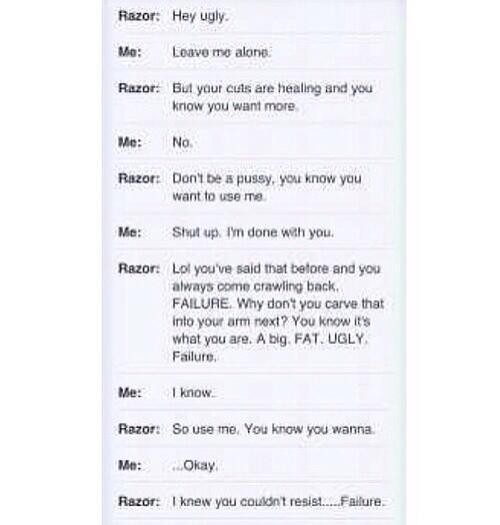 Razor: Hey ugly.
Me: Leave me alone.
Razor: But your cuts are healing and you
know you want more.
Me: No.
Razor: Don't be a pussy, you know you
want to use me.
Me: Shut up. I'm done with you.
Razor: Lol you've said that before and you
always come crawling back.
FAILURE. Why don't you carve that
into your arm next? You know it's
what you are. A big. FAT. UGLY.
Failure.
Me: I know.
Razor: So use me. You know you wanna.
Me: ...Okay.
Razor: I knew you couldn't resist.....Failure.